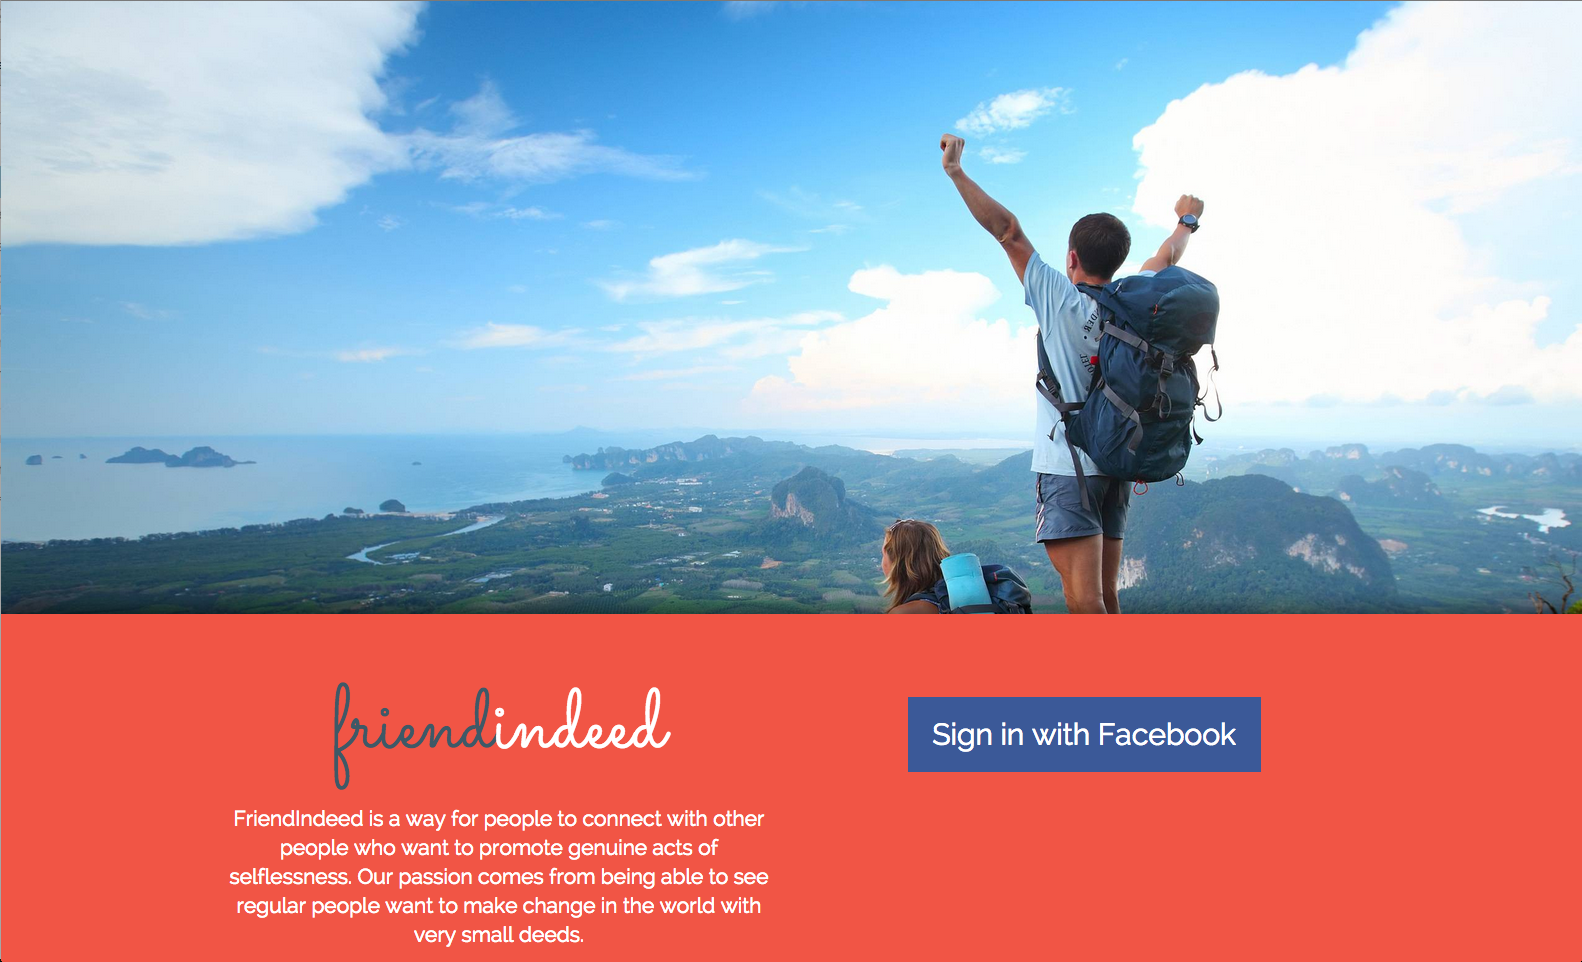 friendindeed
Sign in with Facebook
FriendIndeed is a way for people to connect with other
people who want to promote genuine acts of
selflessness. Our passion comes from being able to see
regular people want to make change in the world with
very small deeds.